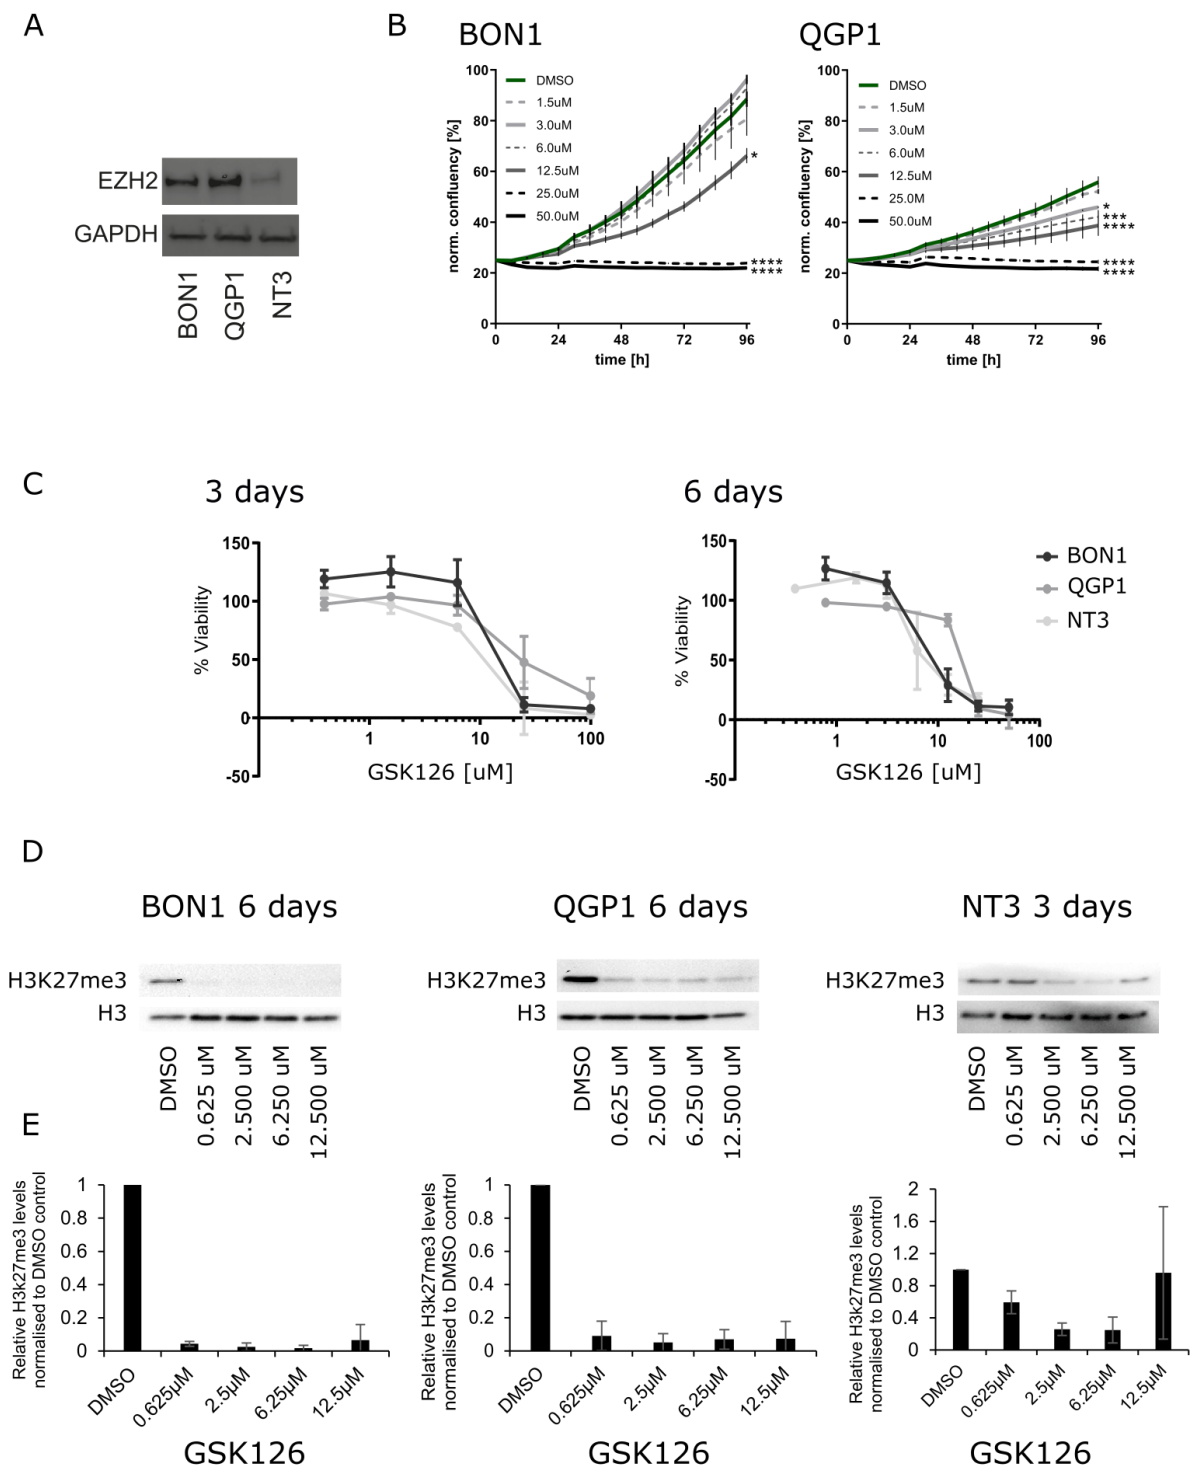 A
EZH2
GAPDH
BON1
QGP1
NT3
B
BON1
norm. confluency [%]
100
80
60
40
20
0
DMSO
1.5uM
3.0uM
6.0uM
12.5uM
25.0M
50.0uM
*
****
****
0 24 48 72 96
time [h]
QGP1
norm. confluency [%]
100
80
60
40
20
0
DMSO
1.5uM
3.0uM
6.0uM
12.5uM
25.0M
50.0uM
*
***
****
****
****
0 24 48 72 96
time [h]
C
3 days
% Viability
150
100
50
0
-50
1 10 100
GSK126 [uM]
6 days
% Viability
150
100
50
0
-50
1 10 100
GSK126 [uM]
BON1
QGP1
NT3
D
BON1 6 days
H3K27me3
H3
DMSO
0.625 uM
2.500 uM
6.250 uM
12.500 uM
QGP1 6 days
H3K27me3
H3
DMSO
0.625 uM
2.500 uM
6.250 uM
12.500 uM
NT3 3 days
H3K27me3
H3
DMSO
0.625 uM
2.500 uM
6.250 uM
12.500 uM
E
Relative H3k27me3 levels
normalised to DMSO control
1
0.8
0.6
0.4
0.2
0
DMSO
0.625µM
2.5µM
6.25µM
12.5µM
GSK126
Relative H3k27me3 levels
normalised to DMSO control
1
0.8
0.6
0.4
0.2
0
DMSO
0.625µM
2.5µM
6.25µM
12.5µM
GSK126
Relative H3k27me3 levels
normalised to DMSO control
2
1.6
1.2
0.8
0.4
0
DMSO
0.625µM
2.5µM
6.25µM
12.5µM
GSK126